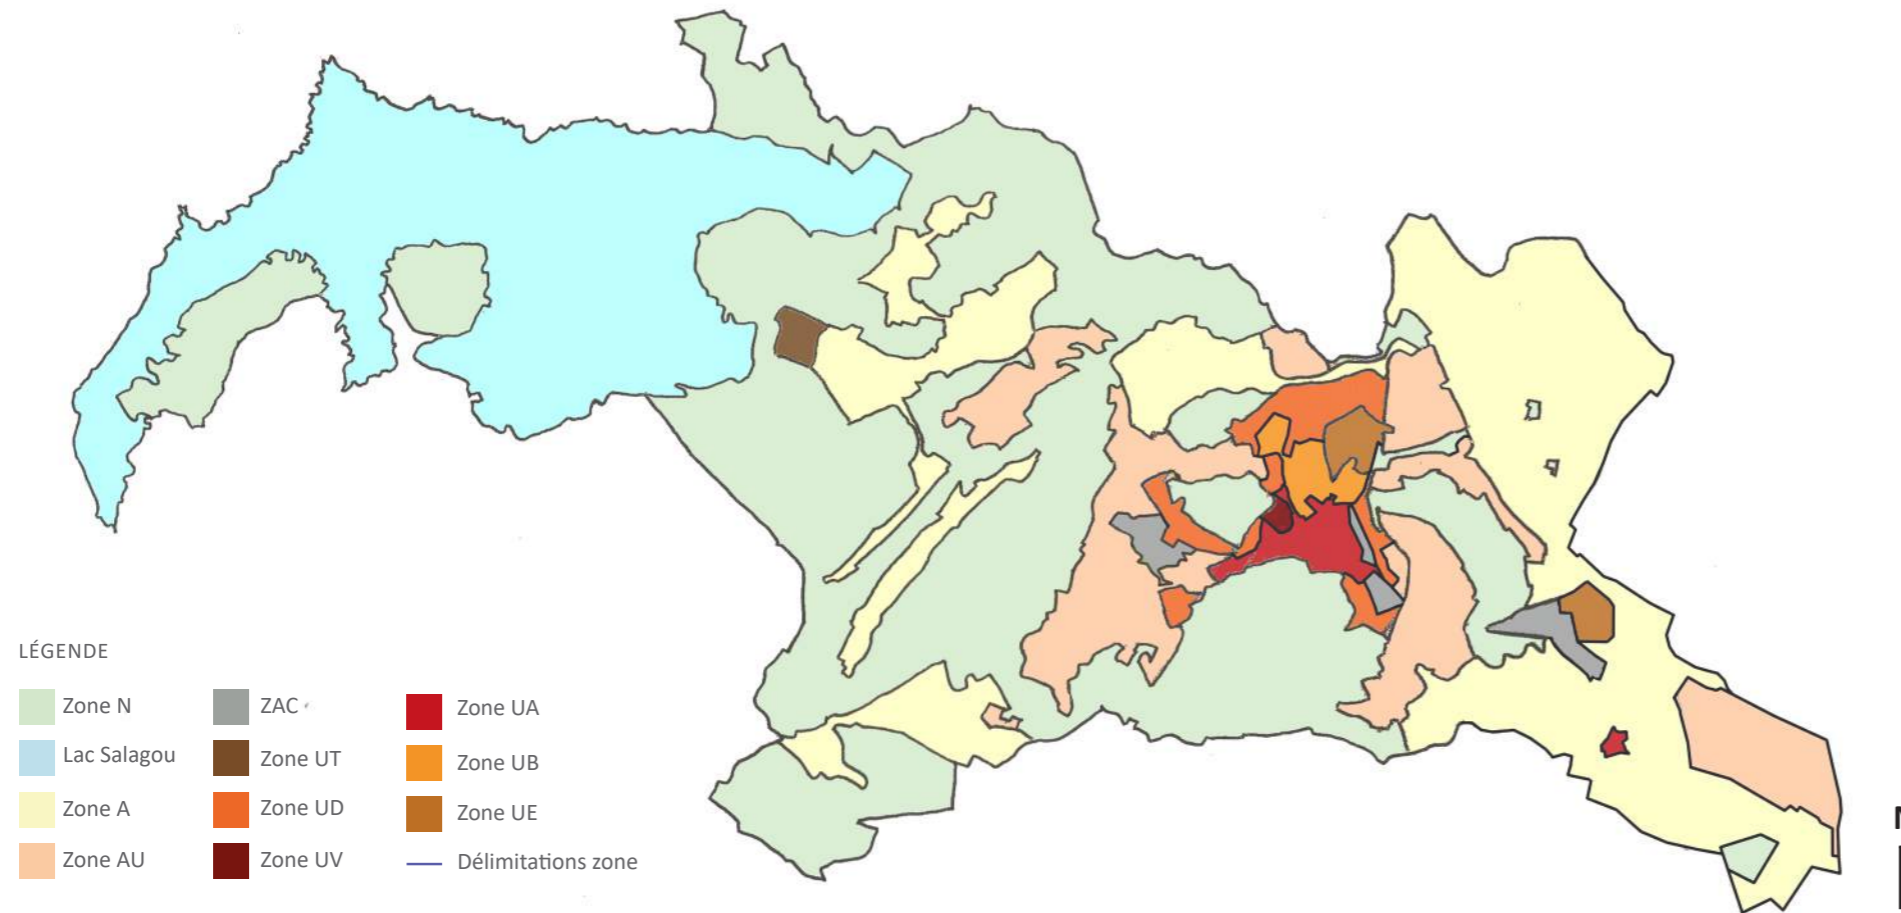 LÉGENDE
Zone N
Lac Salagou
Zone A
Zone AU
ZAC
Zone UT
Zone UD
Zone UV
Zone UA
Zone UB
Zone UE
Délimitations zone